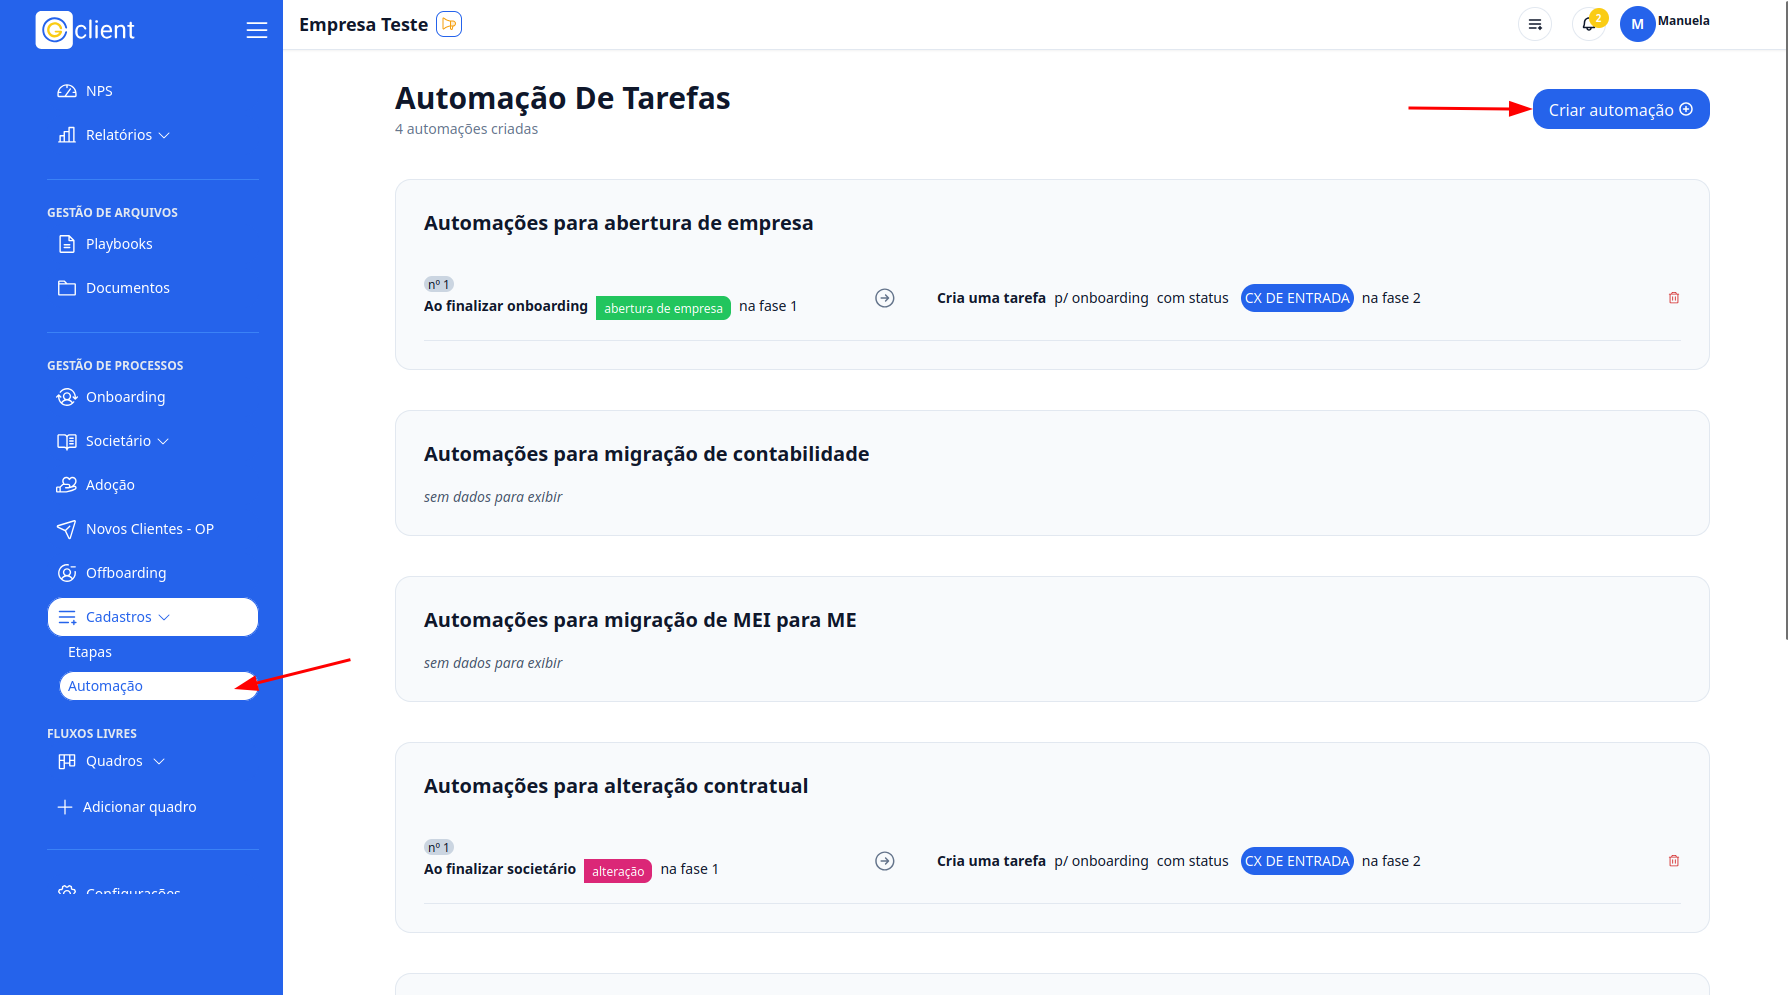 Gclient
NPS
Relatórios
GESTÃO DE ARQUIVOS
Playbooks
Documentos
GESTÃO DE PROCESSOS
Onboarding
Societário
Adoção
Novos Clientes - OP
Offboarding
Cadastros
Etapas
Automação
FLUXOS LIVRES
Quadros
Adicionar quadro
Configurações
Empresa Teste
2
M
Manuela
Automação De Tarefas
4 automações criadas
Criar automação
Automações para abertura de empresa
nº 1
Ao finalizar onboarding abertura de empresa na fase 1
Cria uma tarefa p/ onboarding com status CX DE ENTRADA na fase 2
Automações para migração de contabilidade
sem dados para exibir
Automações para migração de MEI para ME
sem dados para exibir
Automações para alteração contratual
nº 1
Ao finalizar societário alteração na fase 1
Cria uma tarefa p/ onboarding com status CX DE ENTRADA na fase 2